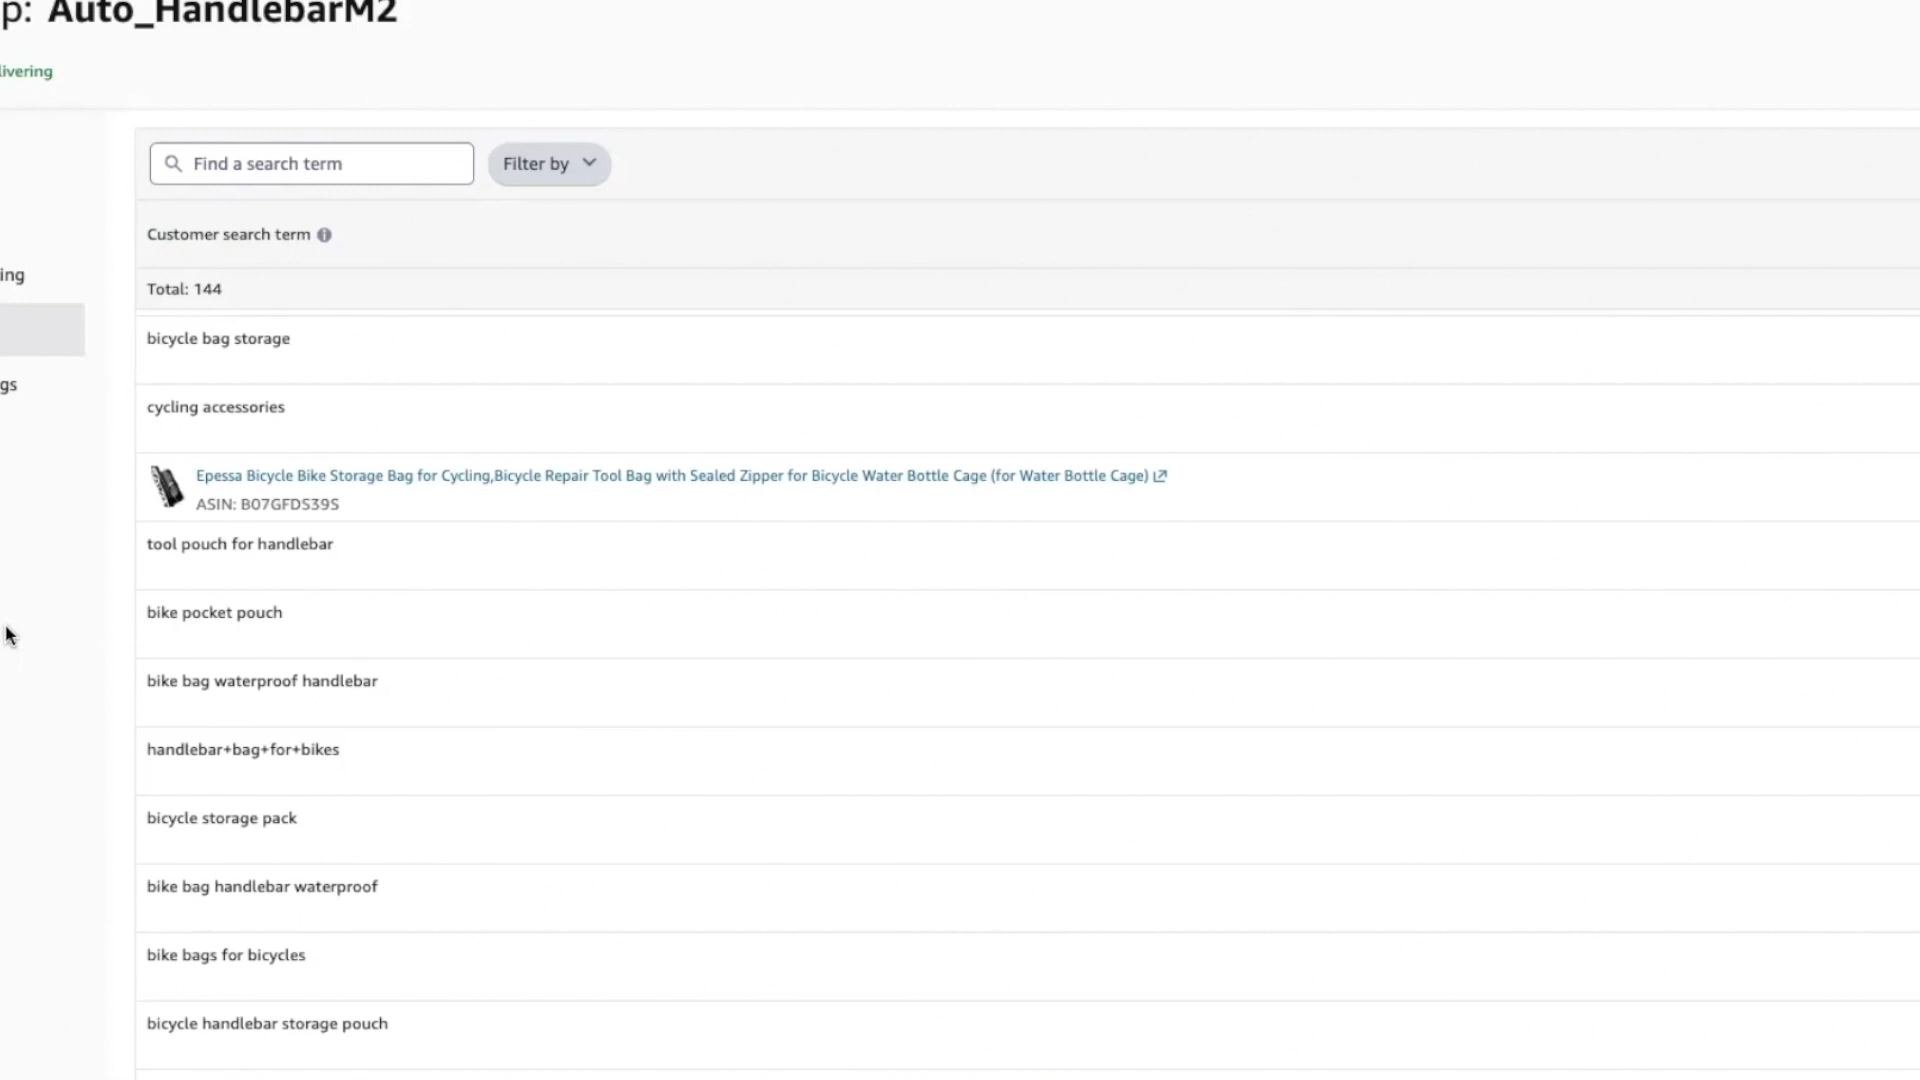 p: Auto_HandlebarM2
livering
Find a search term
Filter by
Customer search term
Total: 144
ing
bicycle bag storage
gs
cycling accessories
Epessa Bicycle Bike Storage Bag for Cycling,Bicycle Repair Tool Bag with Sealed Zipper for Bicycle Water Bottle Cage (for Water Bottle Cage)
ASIN: B07GFDS39S
tool pouch for handlebar
bike pocket pouch
bike bag waterproof handlebar
handlebar+bag+for+bikes
bicycle storage pack
bike bag handlebar waterproof
bike bags for bicycles
bicycle handlebar storage pouch